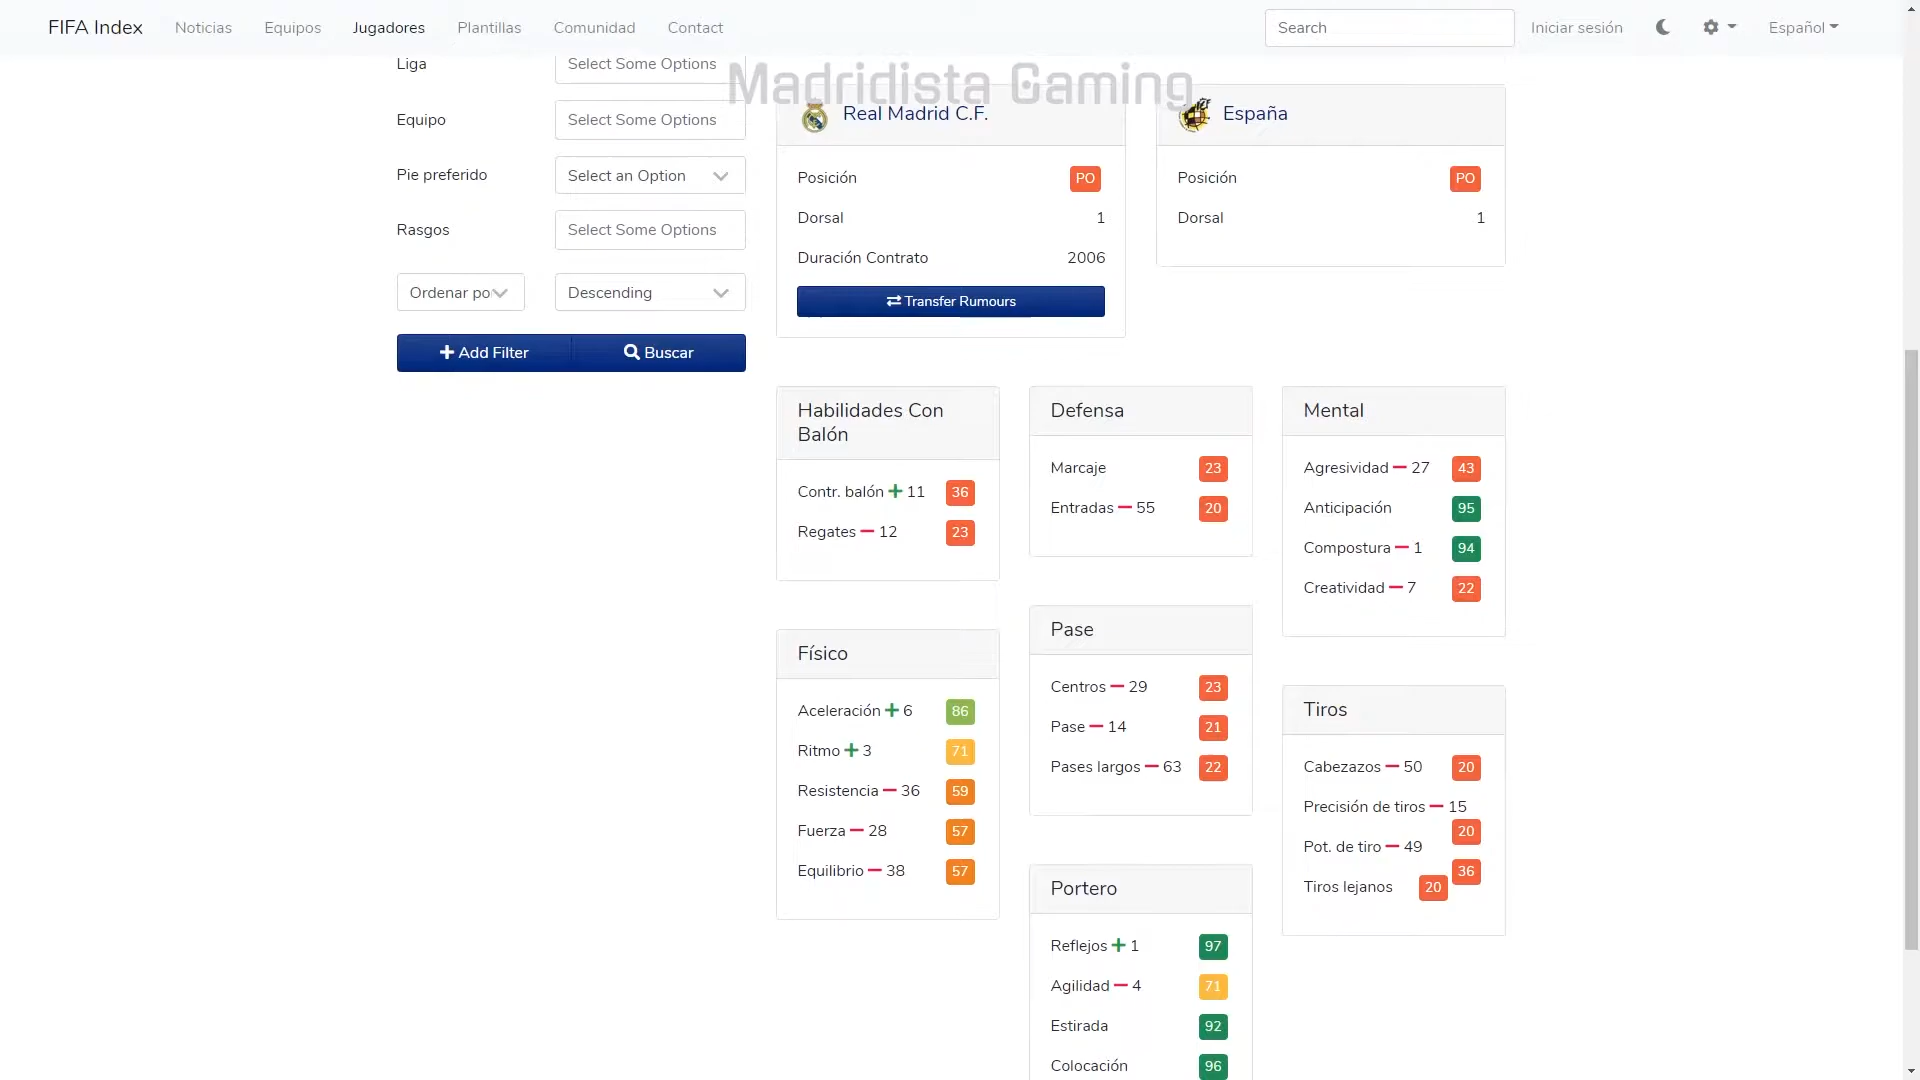 FIFA Index
Noticias
Equipos
Jugadores
Plantillas
Comunidad
Contact
Search
Iniciar sesión
Español
Madridista Gaming
Liga
Select Some Options
Equipo
Select Some Options
Pie preferido
Select an Option
Rasgos
Select Some Options
Ordenar po
Descending
Add Filter
Buscar
Real Madrid C.F.
Posición PO
Dorsal 1
Duración Contrato 2006
Transfer Rumours
España
Posición PO
Dorsal 1
Habilidades Con
Balón
Contr. balón + 11 36
Regates − 12 23
Físico
Aceleración + 6 86
Ritmo + 3 71
Resistencia − 36 59
Fuerza − 28 57
Equilibrio − 38 57
Defensa
Marcaje 23
Entradas − 55 20
Pase
Centros − 29 23
Pase − 14 21
Pases largos − 63 22
Portero
Reflejos + 1 97
Agilidad − 4 71
Estirada 92
Colocación 96
Mental
Agresividad − 27 43
Anticipación 95
Compostura − 1 94
Creatividad − 7 22
Tiros
Cabezazos − 50 20
Precisión de tiros − 15
20
Pot. de tiro − 49
36
Tiros lejanos 20